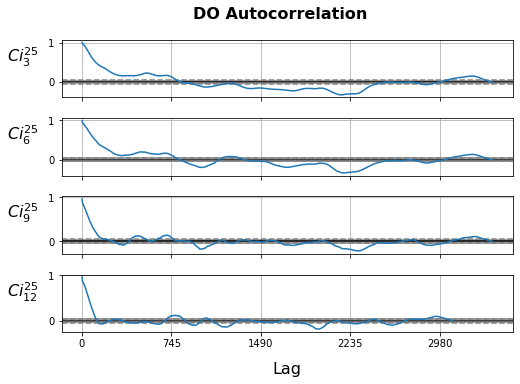 DO Autocorrelation
1
Ci₃²⁵
0
1
Ci₆²⁵
0
1
Ci₉²⁵
0
1
Ci₁₂²⁵
0
0 745 1490 2235 2980
Lag